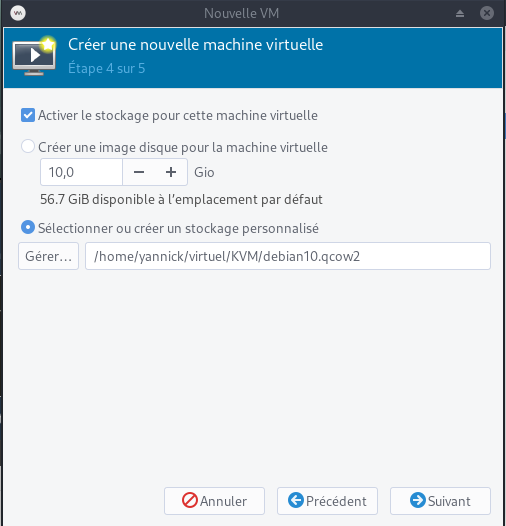 Nouvelle VM
Créer une nouvelle machine virtuelle
Étape 4 sur 5
Activer le stockage pour cette machine virtuelle
Créer une image disque pour la machine virtuelle
10,0 Gio
56.7 GiB disponible à l'emplacement par défaut
Sélectionner ou créer un stockage personnalisé
Gérer... /home/yannick/virtuel/KVM/debian10.qcow2
Annuler Précédent Suivant